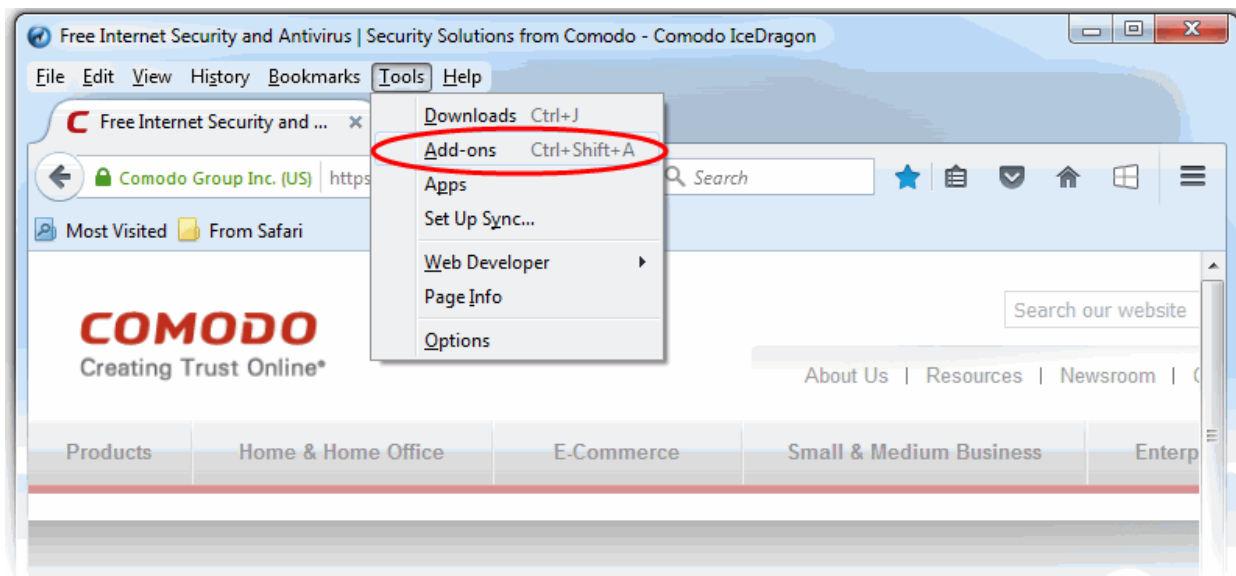 Free Internet Security and Antivirus | Security Solutions from Comodo - Comodo IceDragon
File Edit View History Bookmarks Tools Help
Free Internet Security and ...
Downloads Ctrl+J
Add-ons Ctrl+Shift+A
Apps
Set Up Sync...
Web Developer
Page Info
Options
Comodo Group Inc. (US) https
Search
Most Visited From Safari
COMODO
Creating Trust Online®
Search our website
About Us | Resources | Newsroom |
Products Home & Home Office E-Commerce Small & Medium Business Enterp